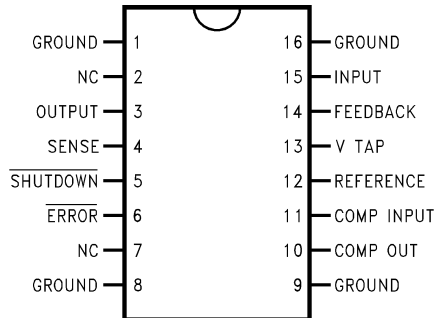 GROUND 1 16 GROUND
NC 2 15 INPUT
OUTPUT 3 14 FEEDBACK
SENSE 4 13 V TAP
SHUTDOWN 5 12 REFERENCE
ERROR 6 11 COMP INPUT
NC 7 10 COMP OUT
GROUND 8 9 GROUND